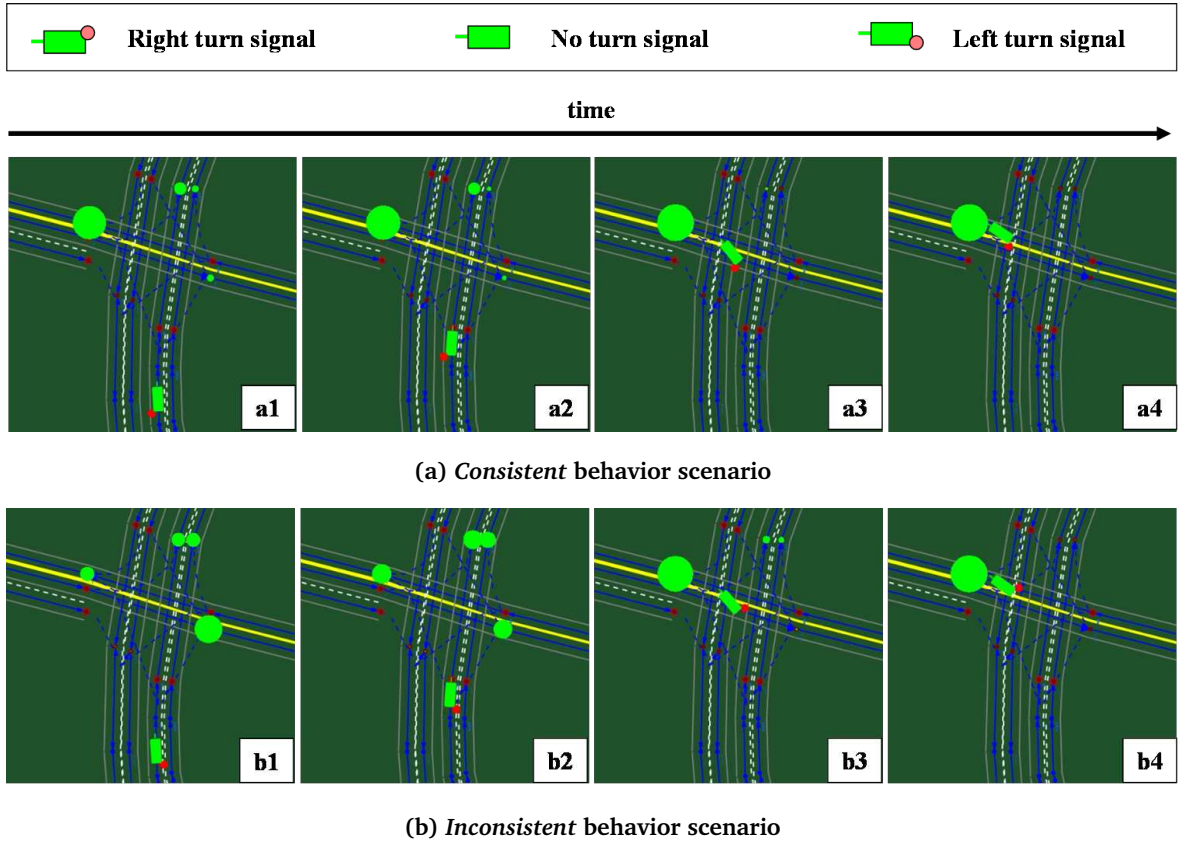 Right turn signal No turn signal Left turn signal
time
a1 a2 a3 a4
(a) Consistent behavior scenario
b1 b2 b3 b4
(b) Inconsistent behavior scenario